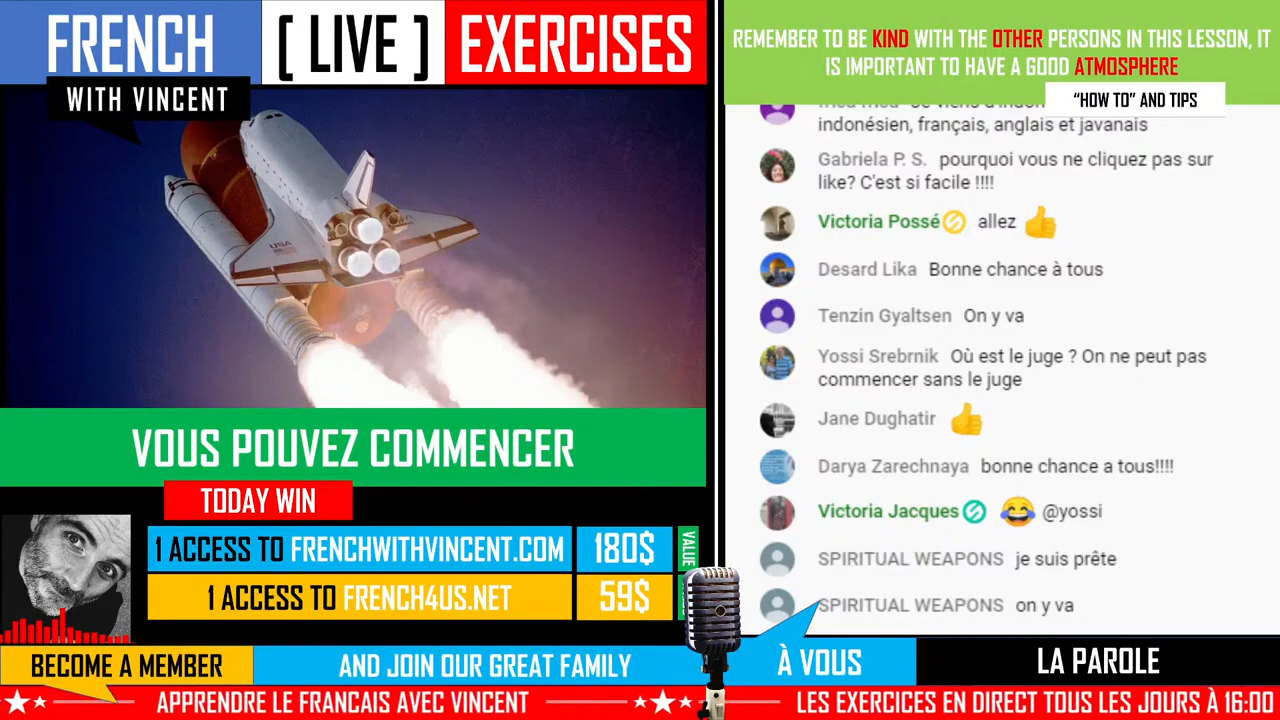 FRENCH
[ LIVE ]
EXERCISES
WITH VINCENT
USA
VOUS POUVEZ COMMENCER
TODAY WIN
1 ACCESS TO FRENCHWITHVINCENT.COM 180$
VALUE
1 ACCESS TO FRENCH4US.NET 59$
BECOME A MEMBER
AND JOIN OUR GREAT FAMILY
REMEMBER TO BE KIND WITH THE OTHER PERSONS IN THIS LESSON, IT
IS IMPORTANT TO HAVE A GOOD ATMOSPHERE
“HOW TO” AND TIPS
indonésien, français, anglais et javanais
Gabriela P. S. pourquoi vous ne cliquez pas sur
like? C'est si facile !!!!
Victoria Possé allez 👍
Desard Lika Bonne chance à tous
Tenzin Gyaltsen On y va
Yossi Srebrnik Où est le juge ? On ne peut pas
commencer sans le juge
Jane Dughatir 👍
Darya Zarechnaya bonne chance a tous!!!!
Victoria Jacques 😂 @yossi
SPIRITUAL WEAPONS je suis prête
SPIRITUAL WEAPONS on y va
À VOUS
LA PAROLE
APPRENDRE LE FRANCAIS AVEC VINCENT
LES EXERCICES EN DIRECT TOUS LES JOURS À 16:00